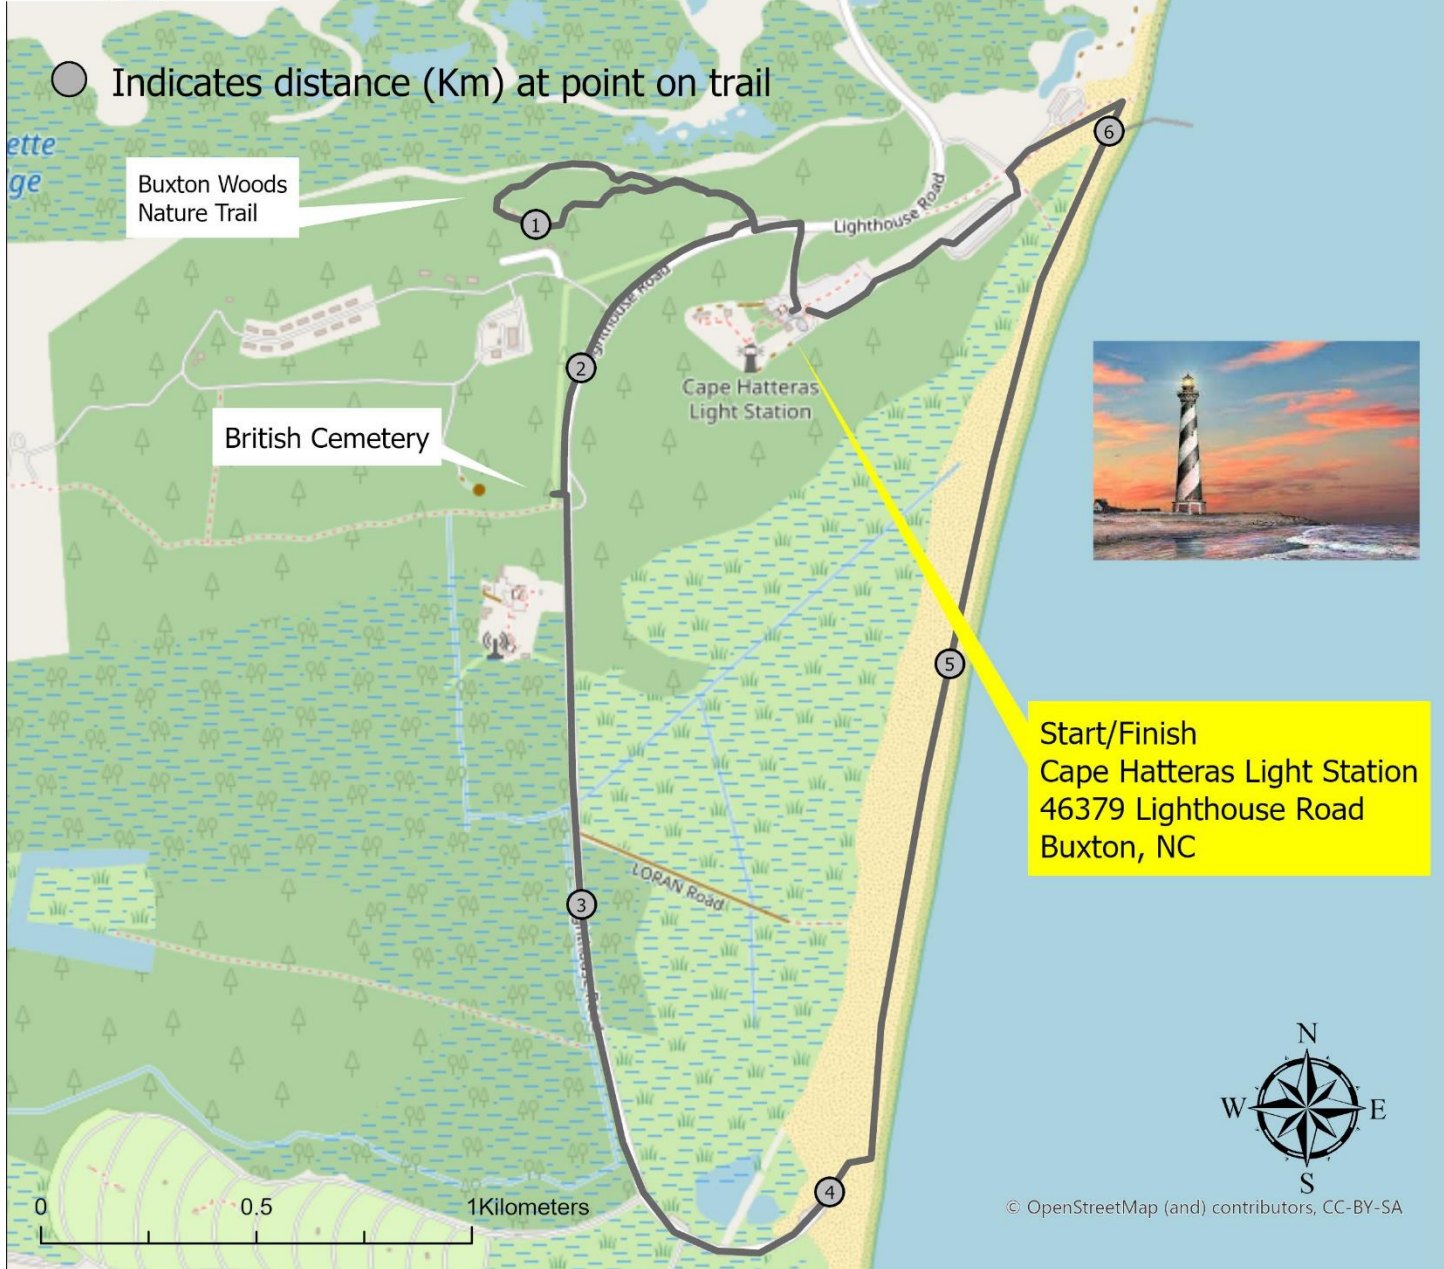 Indicates distance (Km) at point on trail
ette
ge
Buxton Woods
Nature Trail
6
1
Lighthouse Road
ghthouse Road
2
Cape Hatteras
Light Station
British Cemetery
5
Start/Finish
Cape Hatteras Light Station
46379 Lighthouse Road
Buxton, NC
LORAN Road
3
N
W
E
S
4
0
0.5
1Kilometers
© OpenStreetMap (and) contributors, CC-BY-SA